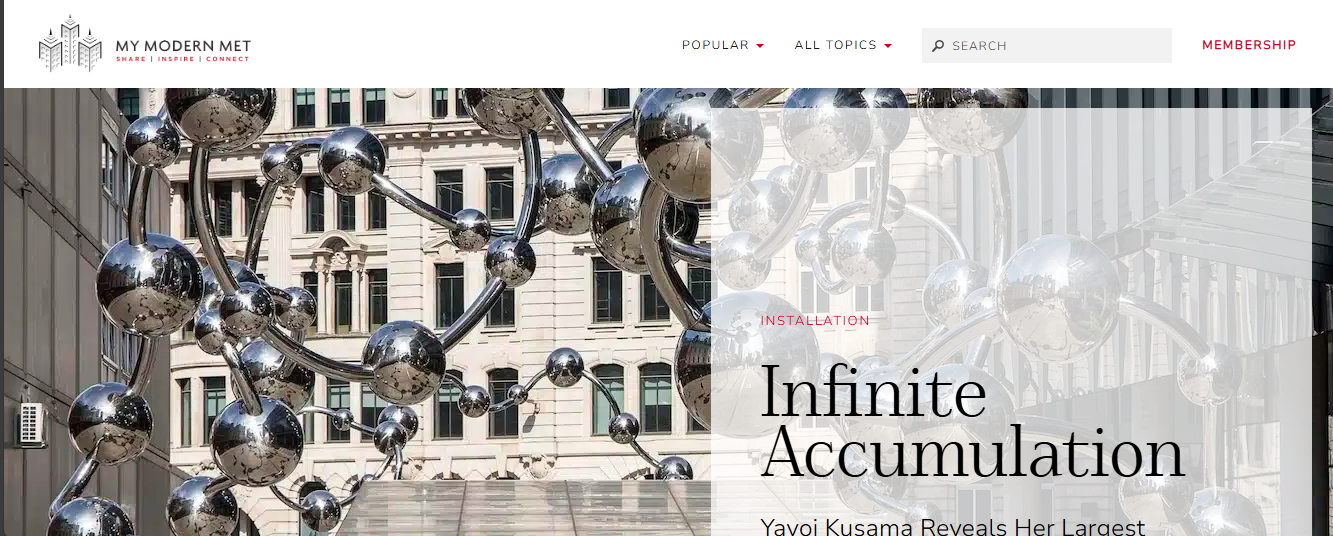 MY MODERN MET
SHARE | INSPIRE | CONNECT
POPULAR
ALL TOPICS
SEARCH
MEMBERSHIP
INSTALLATION
Infinite
Accumulation
Yayoi Kusama Reveals Her Largest